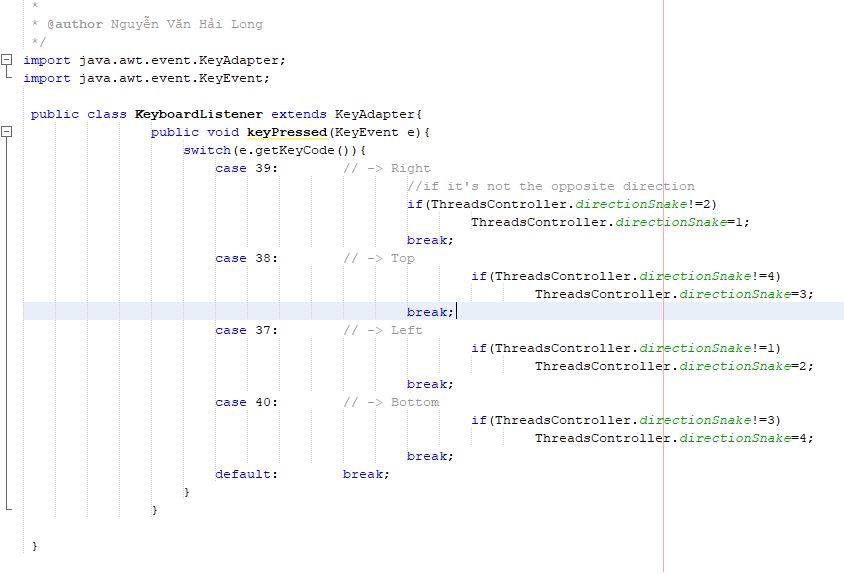 *
* @author Nguyễn Văn Hải Long
*/
import java.awt.event.KeyAdapter;
import java.awt.event.KeyEvent;
public class KeyboardListener extends KeyAdapter{
public void keyPressed(KeyEvent e){
switch(e.getKeyCode()){
case 39: // -> Right
//if it's not the opposite direction
if(ThreadsController.directionSnake!=2)
ThreadsController.directionSnake=1;
break;
case 38: // -> Top
if(ThreadsController.directionSnake!=4)
ThreadsController.directionSnake=3;
break;
case 37: // -> Left
if(ThreadsController.directionSnake!=1)
ThreadsController.directionSnake=2;
break;
case 40: // -> Bottom
if(ThreadsController.directionSnake!=3)
ThreadsController.directionSnake=4;
break;
default: break;
}
}
}